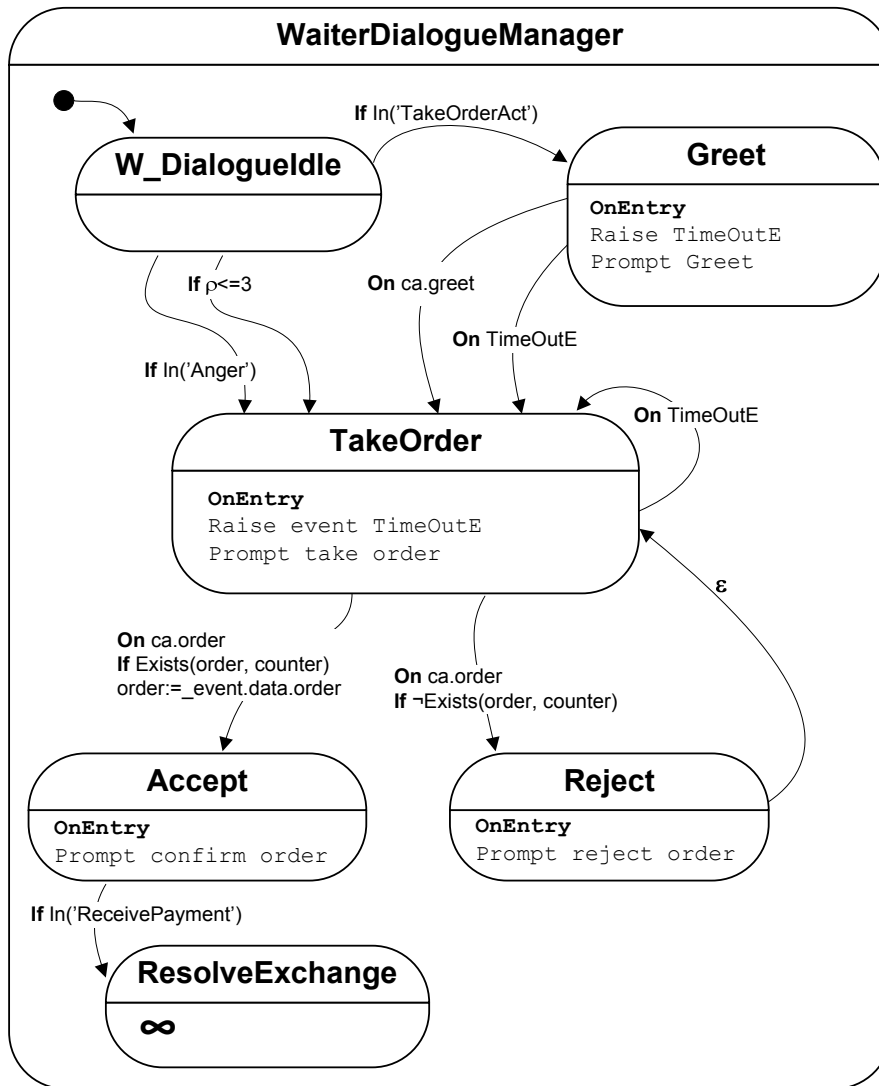 WaiterDialogueManager
If In('TakeOrderAct')
W_DialogueIdle
Greet
OnEntry
Raise TimeOutE
Prompt Greet
If ρ<=3
On ca.greet
On TimeOutE
If In('Anger')
On TimeOutE
TakeOrder
OnEntry
Raise event TimeOutE
Prompt take order
ε
On ca.order
If Exists(order, counter)
order:=_event.data.order
On ca.order
If ¬Exists(order, counter)
Accept
OnEntry
Prompt confirm order
Reject
OnEntry
Prompt reject order
If In('ReceivePayment')
ResolveExchange
∞